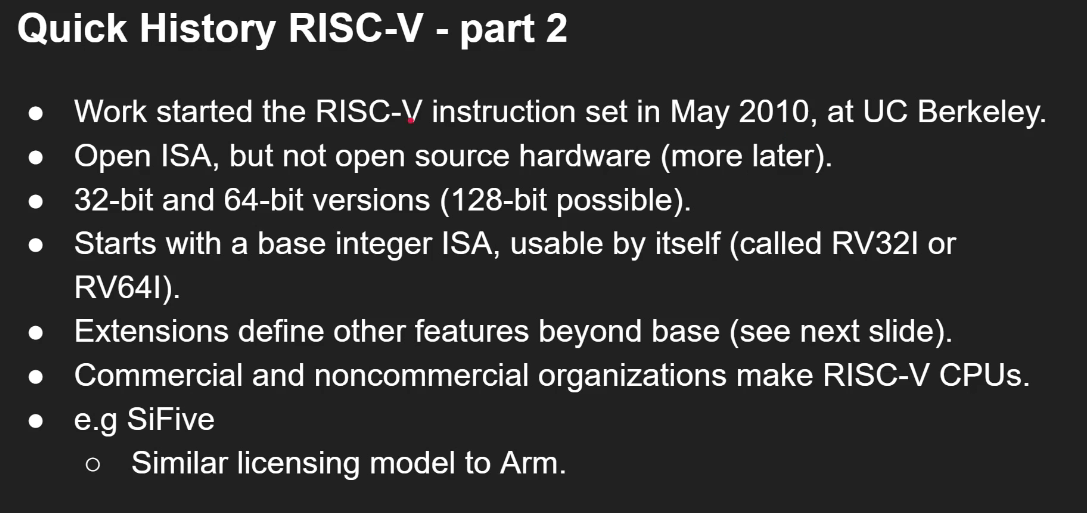 Quick History RISC-V - part 2
● Work started the RISC-V instruction set in May 2010, at UC Berkeley.
● Open ISA, but not open source hardware (more later).
● 32-bit and 64-bit versions (128-bit possible).
● Starts with a base integer ISA, usable by itself (called RV32I or
RV64I).
● Extensions define other features beyond base (see next slide).
● Commercial and noncommercial organizations make RISC-V CPUs.
● e.g SiFive
○ Similar licensing model to Arm.